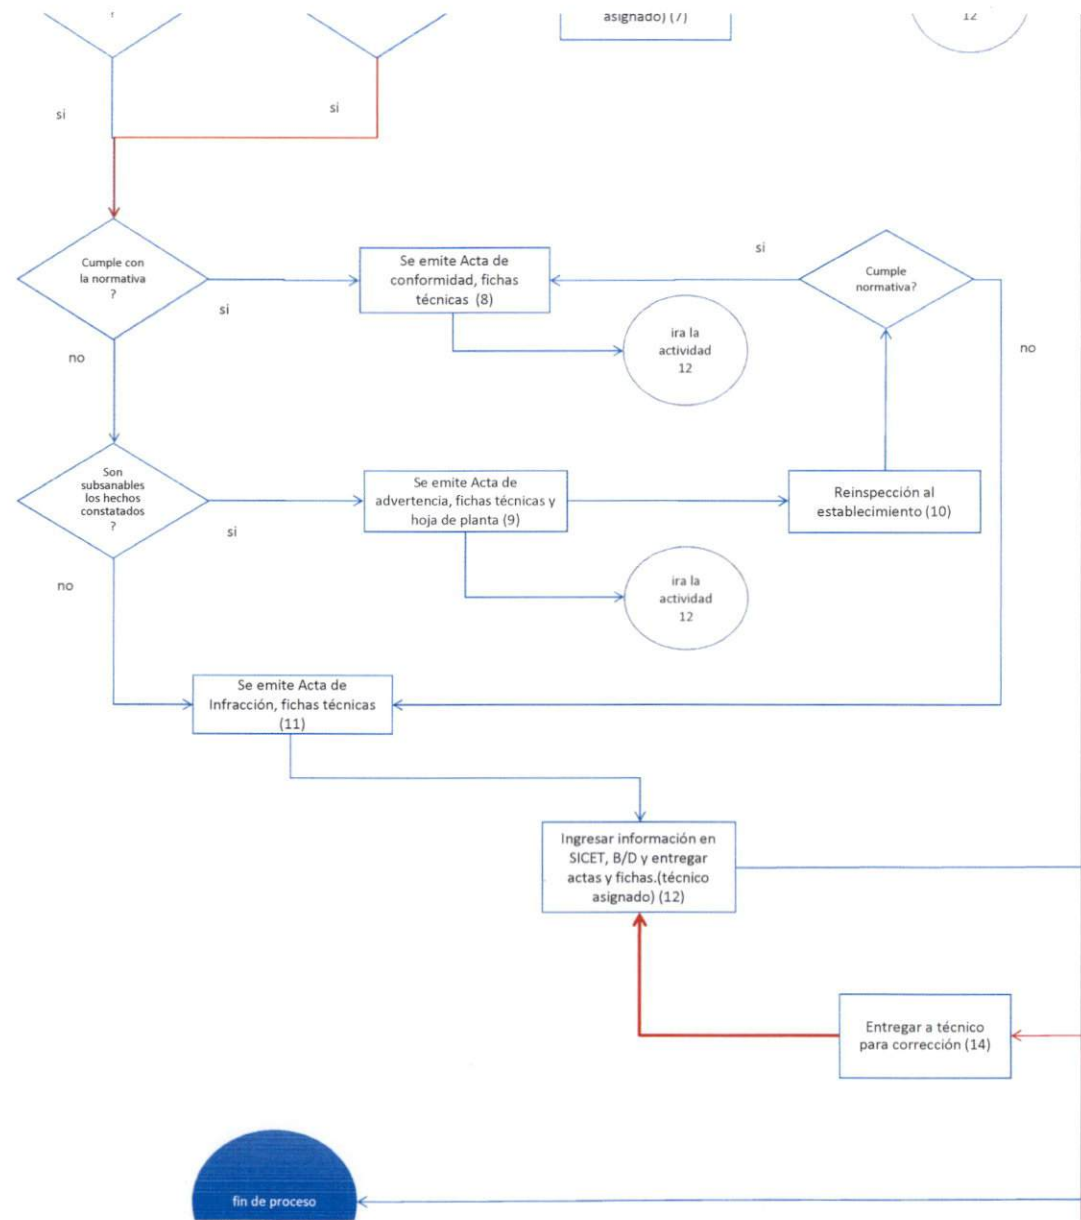 ?
asignado) (7)
12
si
si
Cumple con
la normativa
?
si
no
Se emite Acta de
conformidad, fichas
técnicas (8)
si
Cumple
normativa?
no
ira la
actividad
12
Son
subsanables
los hechos
constatados
?
si
no
Se emite Acta de
advertencia, fichas técnicas y
hoja de planta (9)
Reinspección al
establecimiento (10)
ira la
actividad
12
Se emite Acta de
Infracción, fichas técnicas
(11)
Ingresar información en
SICET, B/D y entregar
actas y fichas.(técnico
asignado) (12)
Entregar a técnico
para corrección (14)
fin de proceso